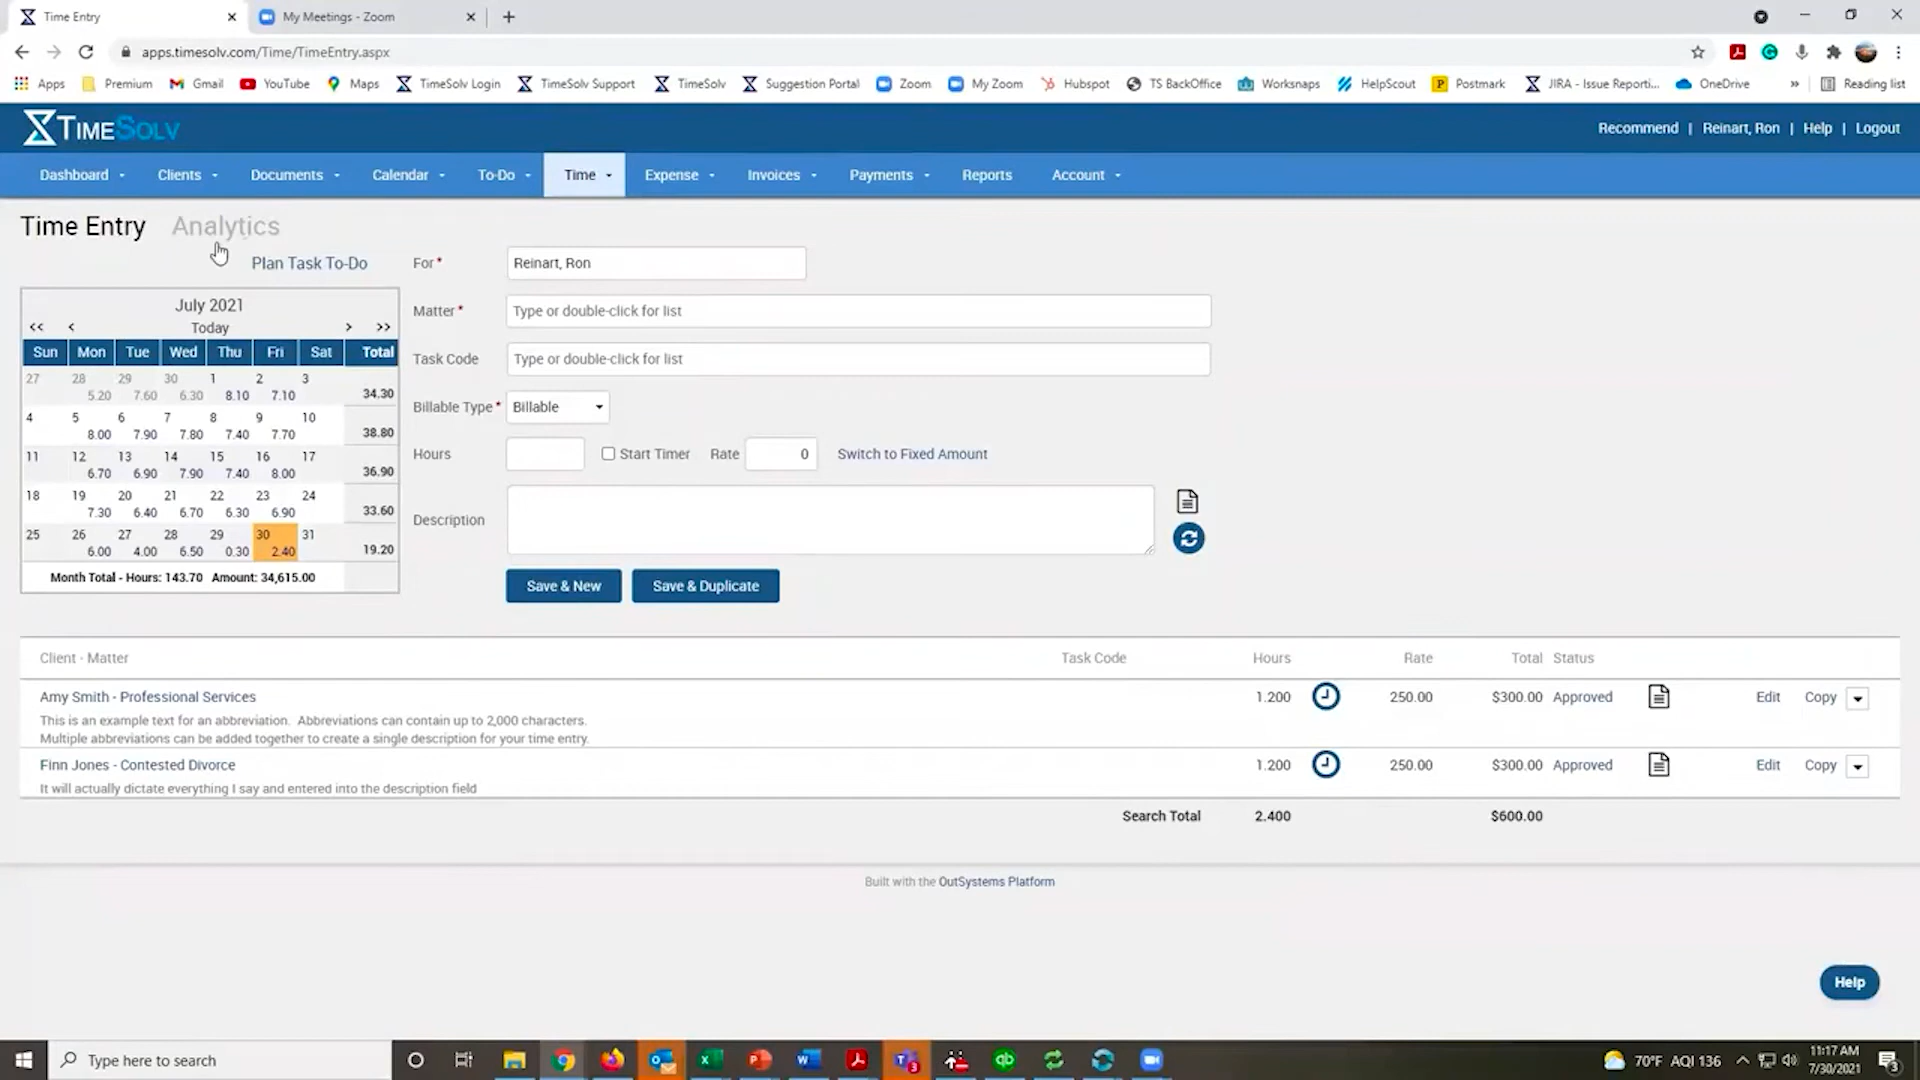 Time Entry
My Meetings - Zoom
apps.timesolv.com/Time/TimeEntry.aspx
Apps Premium Gmail YouTube Maps TimeSolv Login TimeSolv Support TimeSolv Suggestion Portal Zoom My Zoom Hubspot TS BackOffice Worksnaps HelpScout Postmark JIRA - Issue Reporti... OneDrive » Reading list
TIMESOLV
Recommend | Reinart, Ron | Help | Logout
Dashboard Clients Documents Calendar To-Do Time Expense Invoices Payments Reports Account
Time Entry Analytics
Plan Task To-Do
July 2021
<< < Today > >>
Sun Mon Tue Wed Thu Fri Sat Total
27 28 29 30 1 2 3
5.20 7.60 6.30 8.10 7.10 34.30
4 5 6 7 8 9 10
8.00 7.90 7.80 7.40 7.70 38.80
11 12 13 14 15 16 17
6.70 6.90 7.90 7.40 8.00 36.90
18 19 20 21 22 23 24
7.30 6.40 6.70 6.30 6.90 33.60
25 26 27 28 29 30 31
6.00 4.00 6.50 0.30 2.40 19.20
Month Total - Hours: 143.70 Amount: 34,615.00
For * Reinart, Ron
Matter * Type or double-click for list
Task Code Type or double-click for list
Billable Type * Billable
Hours Start Timer Rate 0 Switch to Fixed Amount
Description
Save & New Save & Duplicate
Client - Matter Task Code Hours Rate Total Status
Amy Smith - Professional Services 1.200 250.00 $300.00 Approved Edit Copy
This is an example text for an abbreviation. Abbreviations can contain up to 2,000 characters.
Multiple abbreviations can be added together to create a single description for your time entry.
Finn Jones - Contested Divorce 1.200 250.00 $300.00 Approved Edit Copy
It will actually dictate everything I say and entered into the description field
Search Total 2.400 $600.00
Built with the OutSystems Platform
Help
Type here to search
70°F AQI 136
11:17 AM
7/30/2021